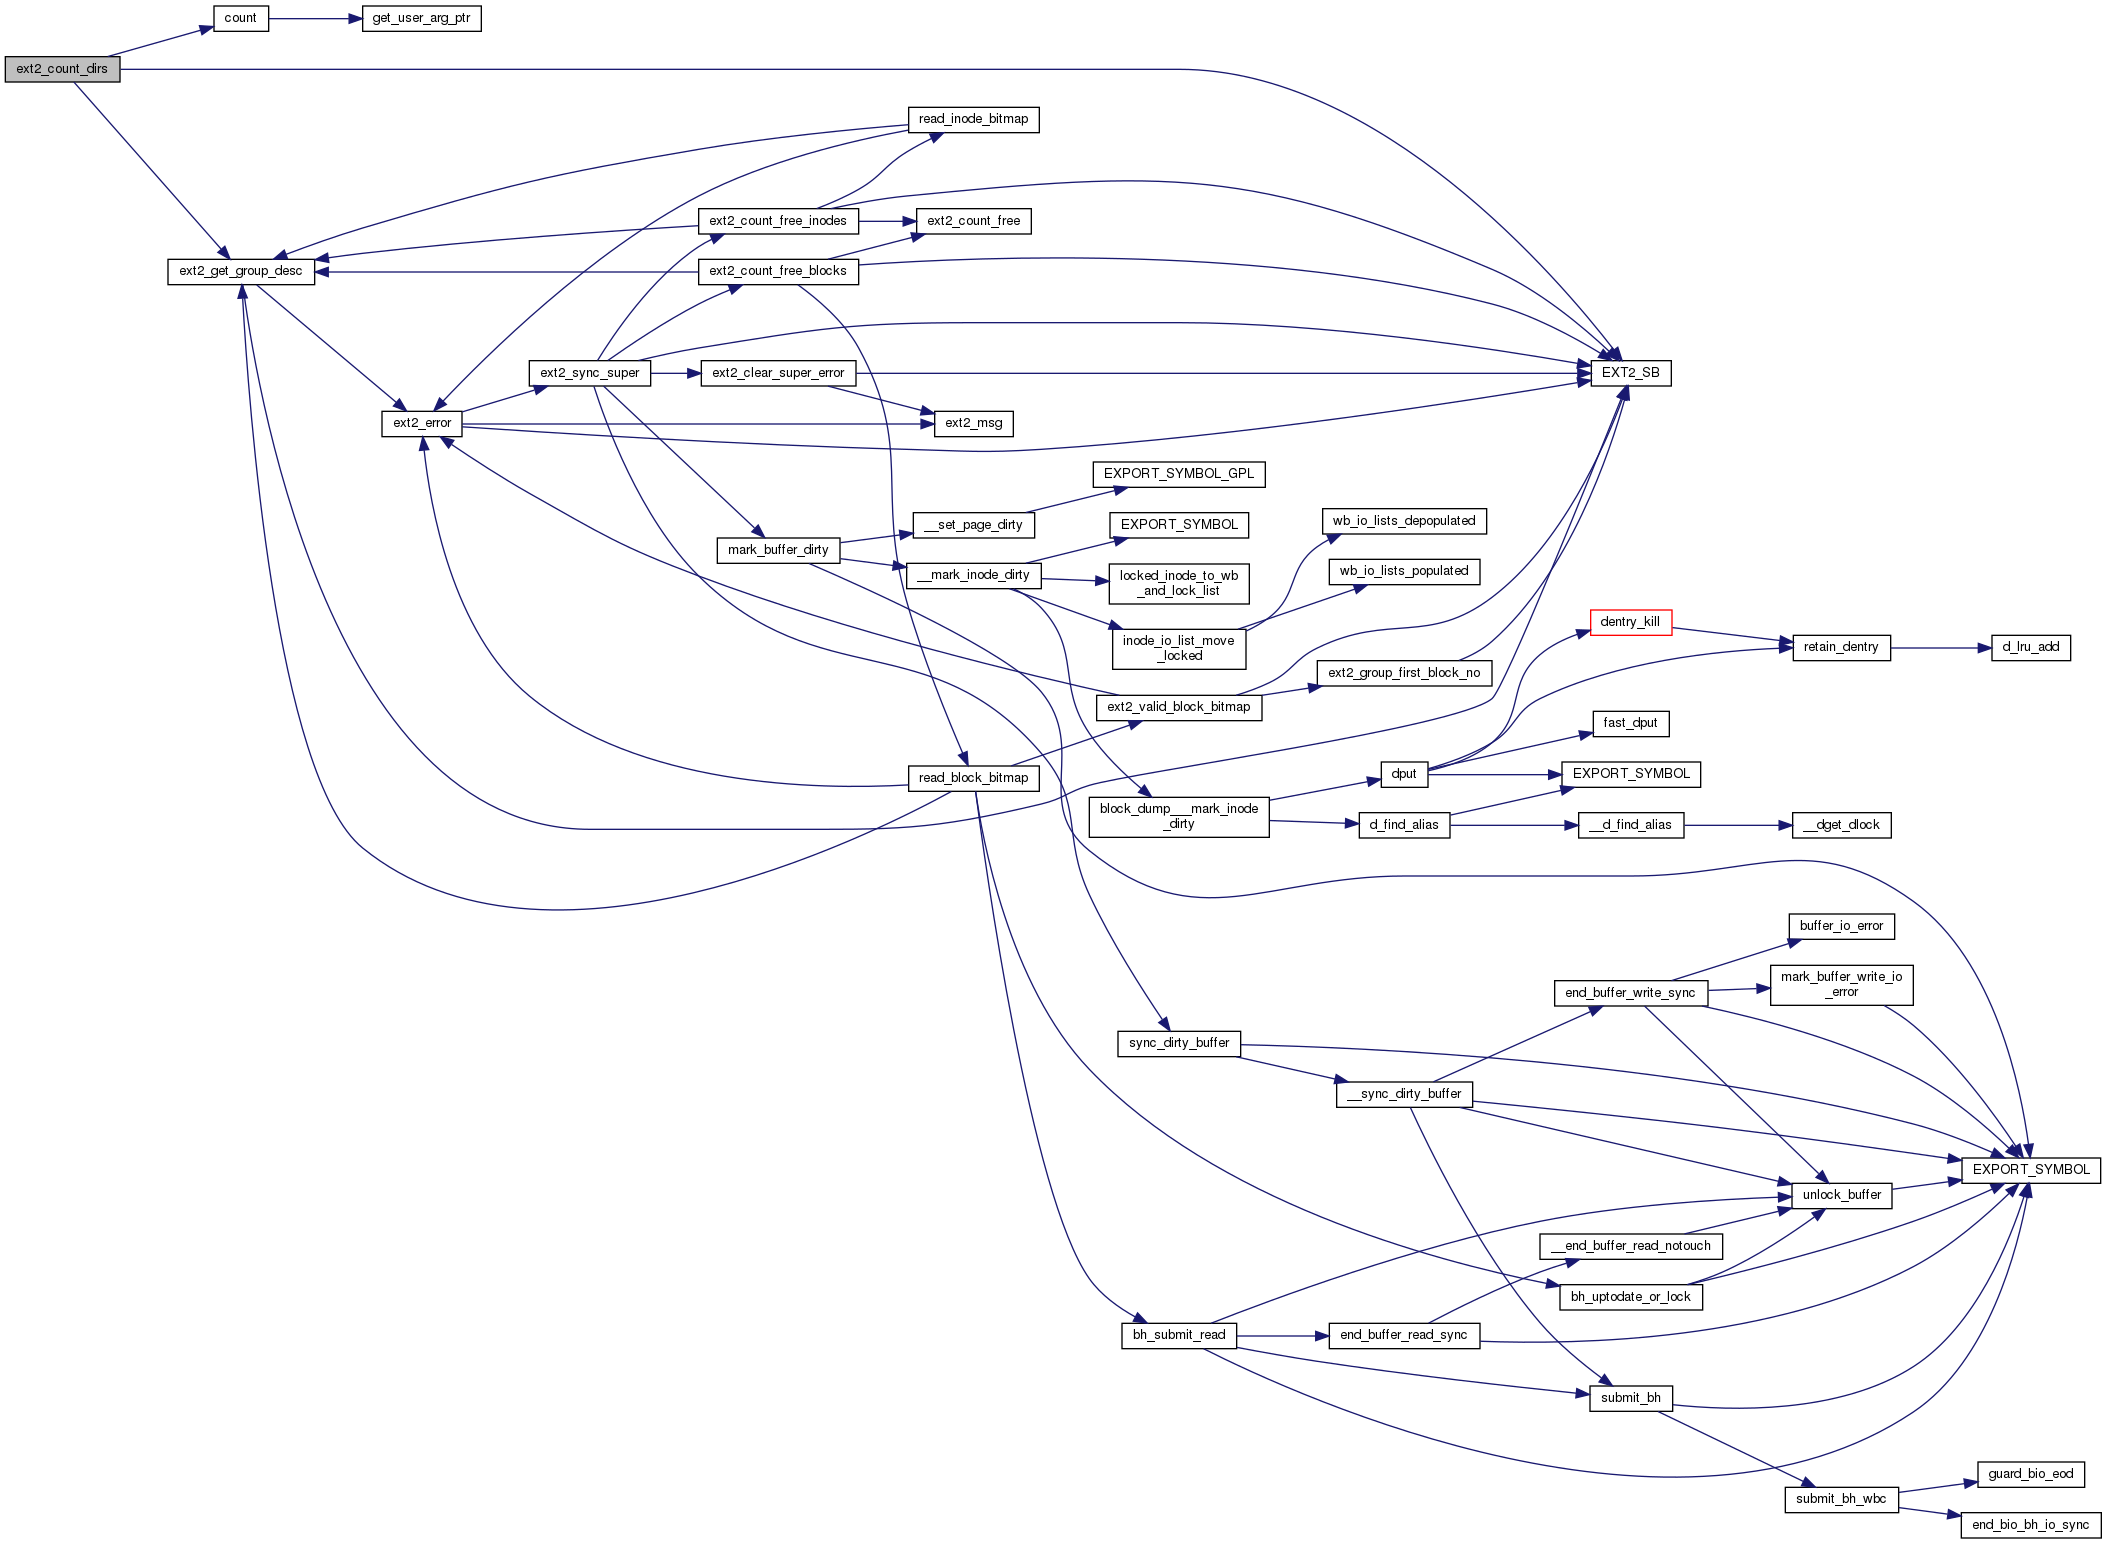 count
get_user_arg_ptr
ext2_count_dirs
read_inode_bitmap
ext2_count_free_inodes
ext2_count_free
ext2_get_group_desc
ext2_count_free_blocks
ext2_sync_super
ext2_clear_super_error
EXT2_SB
ext2_error
ext2_msg
EXPORT_SYMBOL_GPL
__set_page_dirty
EXPORT_SYMBOL
wb_io_lists_depopulated
mark_buffer_dirty
__mark_inode_dirty
locked_inode_to_wb
_and_lock_list
wb_io_lists_populated
inode_io_list_move
_locked
dentry_kill
retain_dentry
d_lru_add
ext2_group_first_block_no
ext2_valid_block_bitmap
fast_dput
read_block_bitmap
dput
EXPORT_SYMBOL
block_dump___mark_inode
_dirty
d_find_alias
__d_find_alias
__dget_dlock
buffer_io_error
end_buffer_write_sync
mark_buffer_write_io
_error
sync_dirty_buffer
__sync_dirty_buffer
EXPORT_SYMBOL
unlock_buffer
__end_buffer_read_notouch
bh_uptodate_or_lock
bh_submit_read
end_buffer_read_sync
submit_bh
guard_bio_eod
submit_bh_wbc
end_bio_bh_io_sync